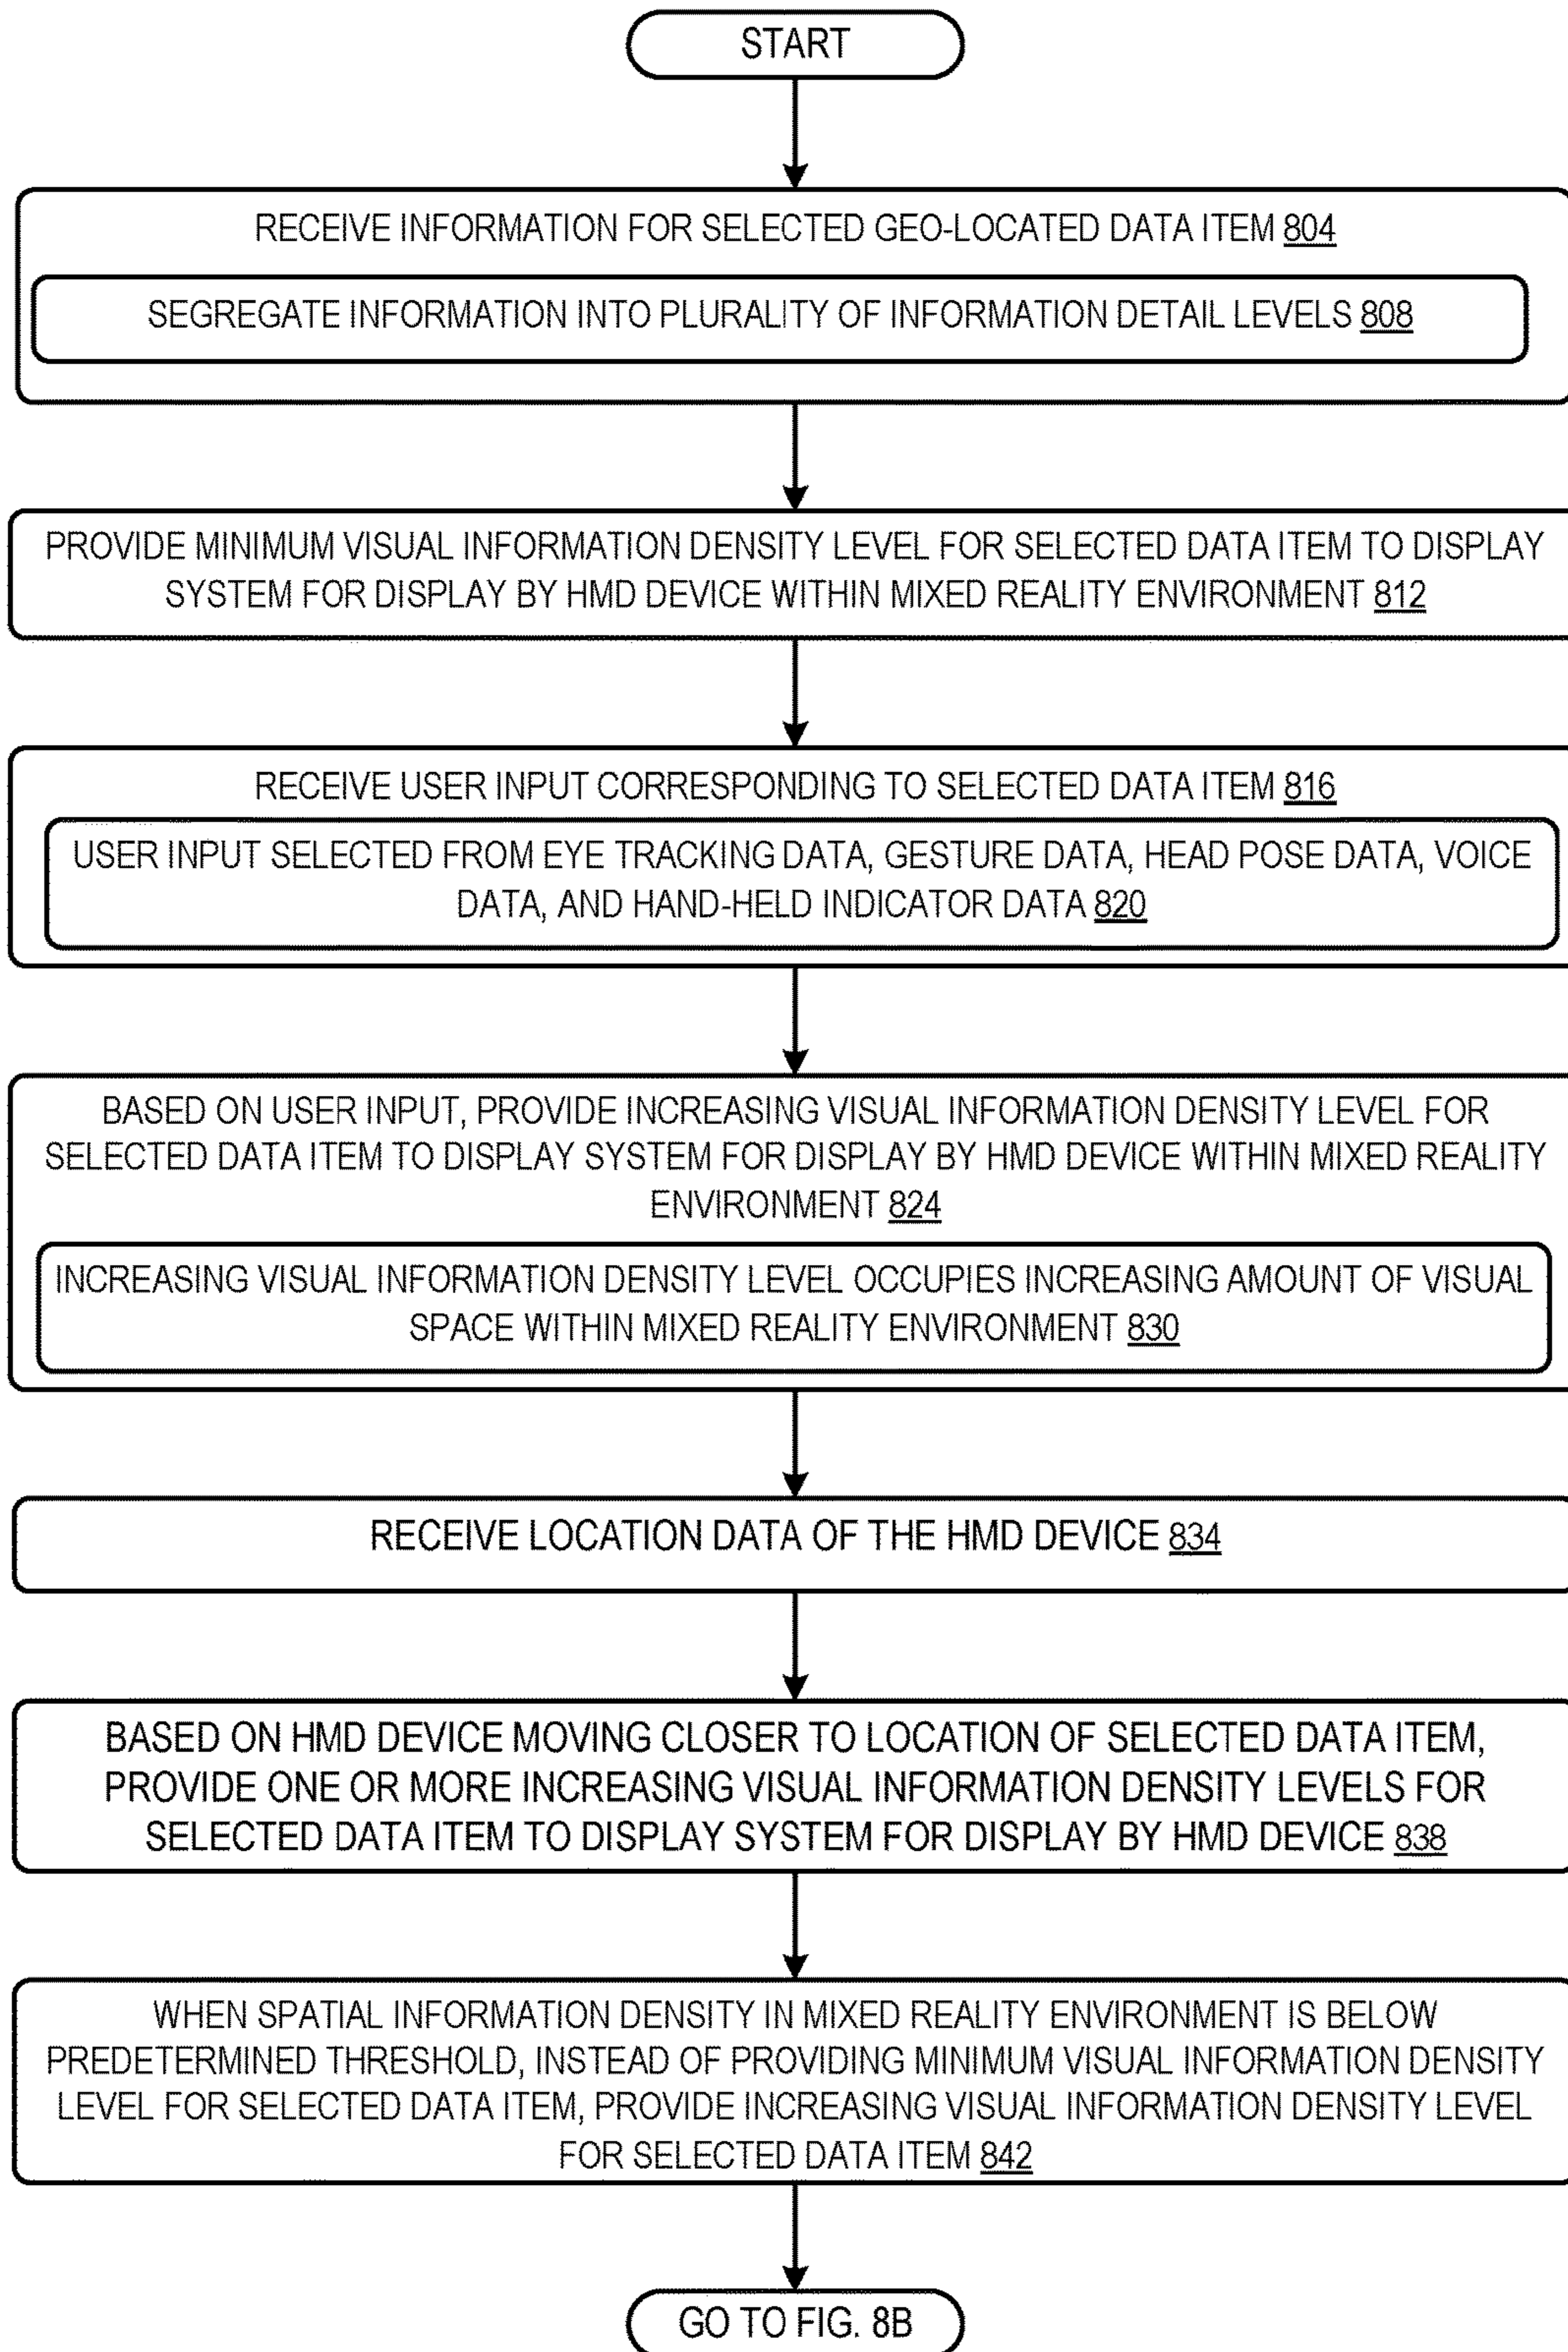 START
RECEIVE INFORMATION FOR SELECTED GEO-LOCATED DATA ITEM 804
SEGREGATE INFORMATION INTO PLURALITY OF INFORMATION DETAIL LEVELS 808
PROVIDE MINIMUM VISUAL INFORMATION DENSITY LEVEL FOR SELECTED DATA ITEM TO DISPLAY
SYSTEM FOR DISPLAY BY HMD DEVICE WITHIN MIXED REALITY ENVIRONMENT 812
RECEIVE USER INPUT CORRESPONDING TO SELECTED DATA ITEM 816
USER INPUT SELECTED FROM EYE TRACKING DATA, GESTURE DATA, HEAD POSE DATA, VOICE
DATA, AND HAND-HELD INDICATOR DATA 820
BASED ON USER INPUT, PROVIDE INCREASING VISUAL INFORMATION DENSITY LEVEL FOR
SELECTED DATA ITEM TO DISPLAY SYSTEM FOR DISPLAY BY HMD DEVICE WITHIN MIXED REALITY
ENVIRONMENT 824
INCREASING VISUAL INFORMATION DENSITY LEVEL OCCUPIES INCREASING AMOUNT OF VISUAL
SPACE WITHIN MIXED REALITY ENVIRONMENT 830
RECEIVE LOCATION DATA OF THE HMD DEVICE 834
BASED ON HMD DEVICE MOVING CLOSER TO LOCATION OF SELECTED DATA ITEM,
PROVIDE ONE OR MORE INCREASING VISUAL INFORMATION DENSITY LEVELS FOR
SELECTED DATA ITEM TO DISPLAY SYSTEM FOR DISPLAY BY HMD DEVICE 838
WHEN SPATIAL INFORMATION DENSITY IN MIXED REALITY ENVIRONMENT IS BELOW
PREDETERMINED THRESHOLD, INSTEAD OF PROVIDING MINIMUM VISUAL INFORMATION DENSITY
LEVEL FOR SELECTED DATA ITEM, PROVIDE INCREASING VISUAL INFORMATION DENSITY LEVEL
FOR SELECTED DATA ITEM 842
GO TO FIG. 8B